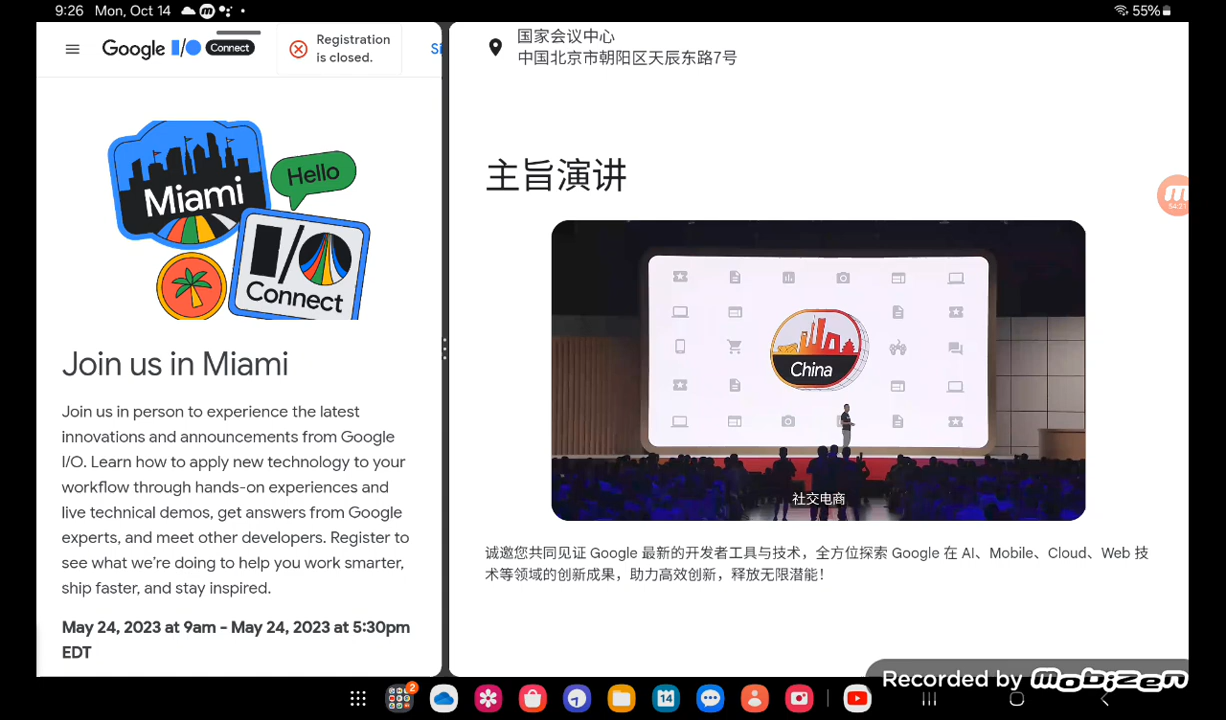 9:26 Mon, Oct 14
55%
Google I/O Connect
Registration
is closed.
Si
Miami
Hello
I/O
Connect
Join us in Miami
Join us in person to experience the latest
innovations and announcements from Google
I/O. Learn how to apply new technology to your
workflow through hands-on experiences and
live technical demos, get answers from Google
experts, and meet other developers. Register to
see what we're doing to help you work smarter,
ship faster, and stay inspired.
May 24, 2023 at 9am - May 24, 2023 at 5:30pm
EDT
国家会议中心
中国北京市朝阳区天辰东路7号
主旨演讲
China
社交电商
诚邀您共同见证 Google 最新的开发者工具与技术，全方位探索 Google 在 AI、Mobile、Cloud、Web 技
术等领域的创新成果，助力高效创新，释放无限潜能！
54:21
2
14
Recorded by mobizen